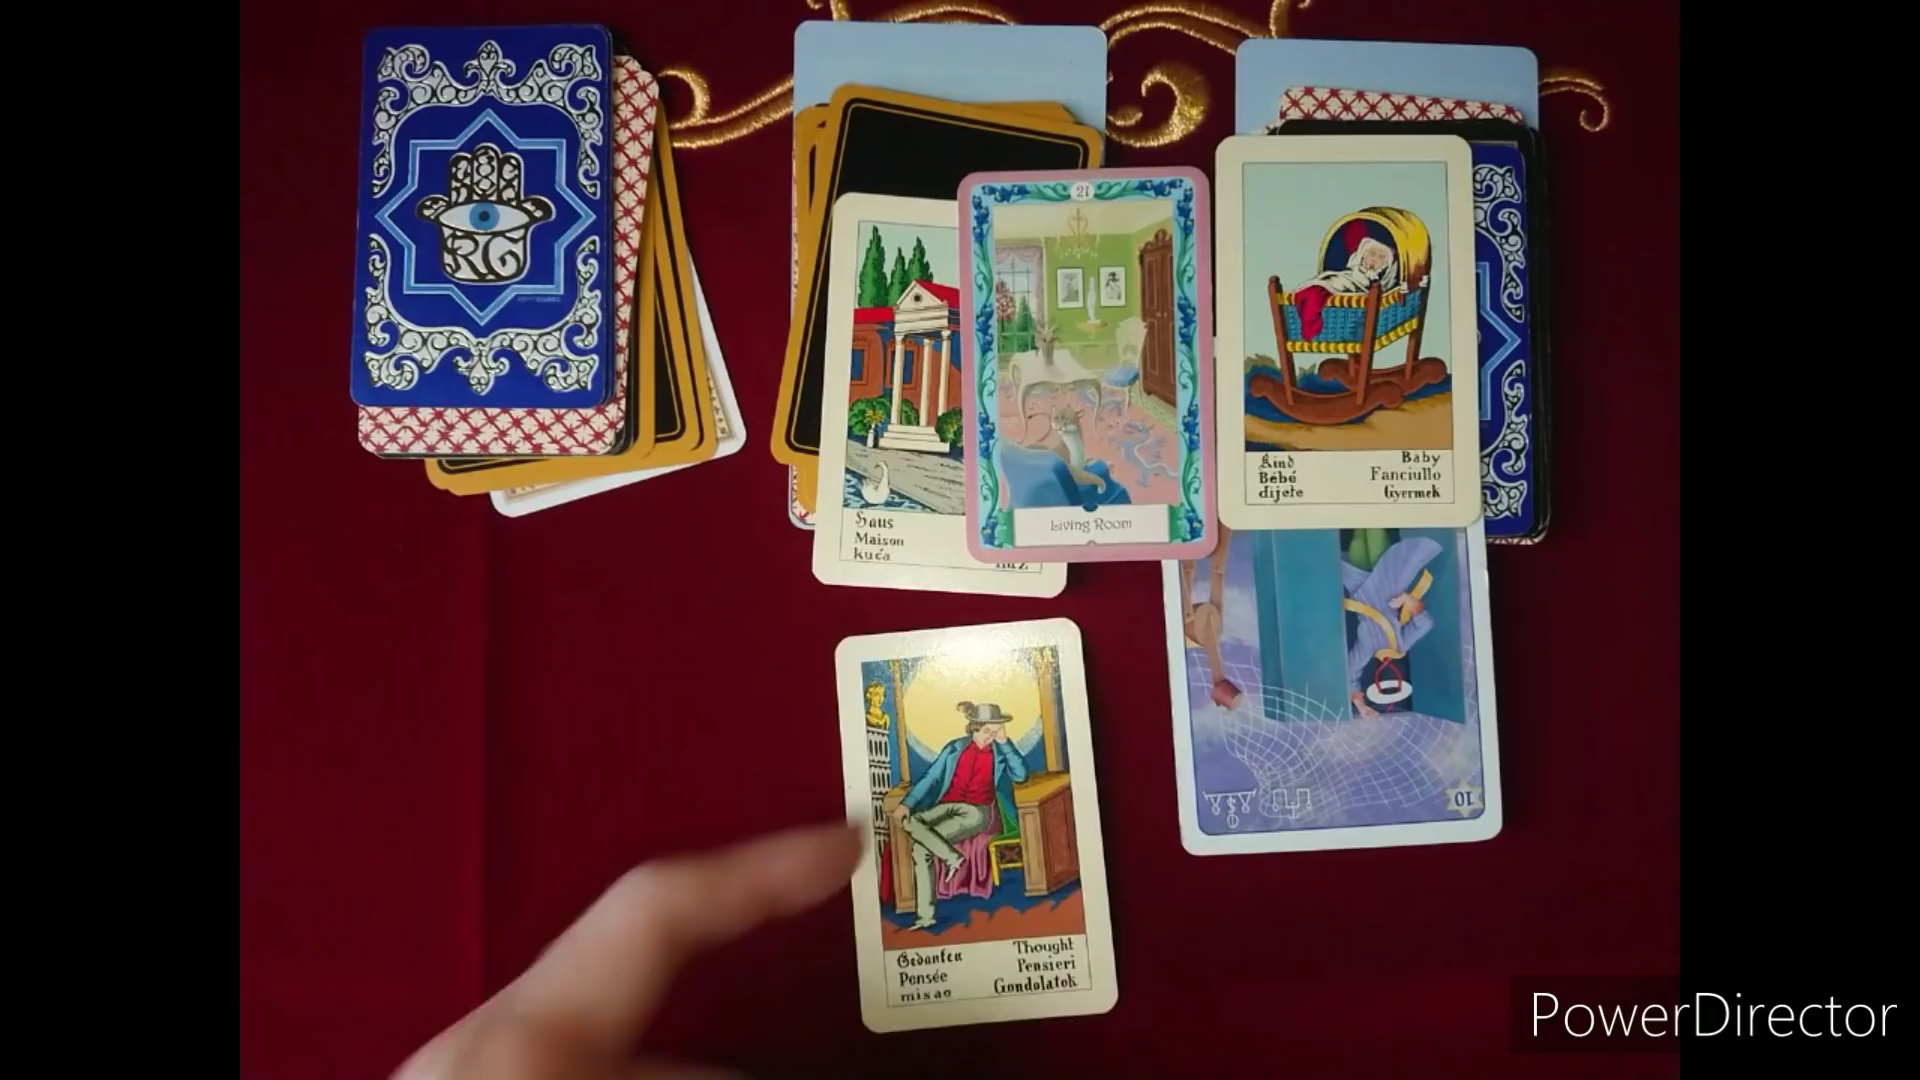 RG
21
Living Room
Haus
Maison
kuća
Kind
Bébé
dijete
Baby
Fanciullo
Gyermek
10
Gedanken
Pensée
misao
Thought
Pensieri
Gondolatok
PowerDirector